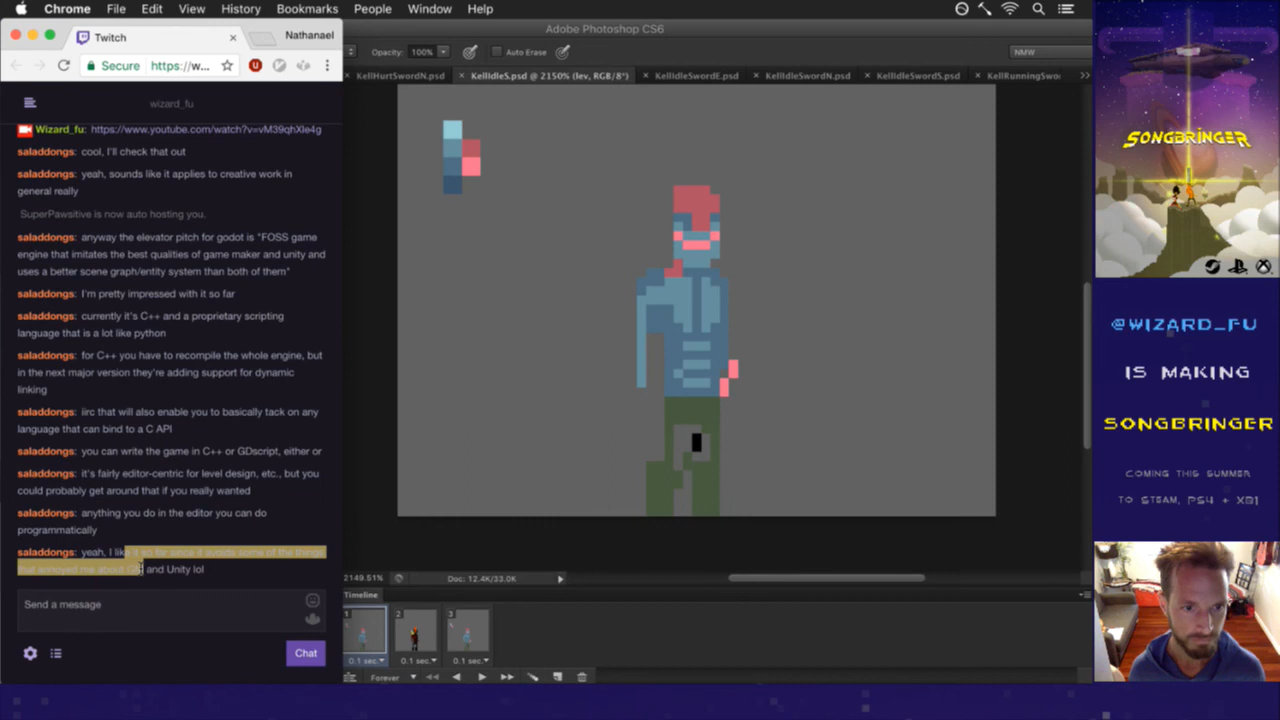 Chrome File Edit View History Bookmarks People Window Help
Twitch
Nathanael
Secure https://w...
wizard_fu
Wizard_fu: https://www.youtube.com/watch?v=vM39qhXle4g
saladdongs: cool, I'll check that out
saladdongs: yeah, sounds like it applies to creative work in
general really
SuperPawsitive is now auto hosting you.
saladdongs: anyway the elevator pitch for godot is "FOSS game
engine that imitates the best qualities of game maker and unity and
uses a better scene graph/entity system than both of them"
saladdongs: I'm pretty impressed with it so far
saladdongs: currently it's C++ and a proprietary scripting
language that is a lot like python
saladdongs: for C++ you have to recompile the whole engine, but
in the next major version they're adding support for dynamic
linking
saladdongs: iirc that will also enable you to basically tack on any
language that can bind to a C API
saladdongs: you can write the game in C++ or GDscript, either or
saladdongs: it's fairly editor-centric for level design, etc., but you
could probably get around that if you really wanted
saladdongs: anything you do in the editor you can do
programmatically
saladdongs: yeah, I like it so far since it avoids some of the things
that annoyed me about GM and Unity lol
Send a message
Chat
Adobe Photoshop CS6
Opacity: 100% Auto Erase NMW
KellHurtSwordN.psd KellIdleS.psd @ 2150% (lev, RGB/8*) KellIdleSwordE.psd KellIdleSwordN.psd KellIdleSwordS.psd KellRunningSwo
2149.51% Doc: 12.4K/33.0K
Timeline
1 2 3
0.1 sec. 0.1 sec. 0.1 sec.
Forever
SONGBRINGER
@WIZARD_FU
IS MAKING
SONGBRINGER
COMING THIS SUMMER
TO STEAM, PS4 + XB1